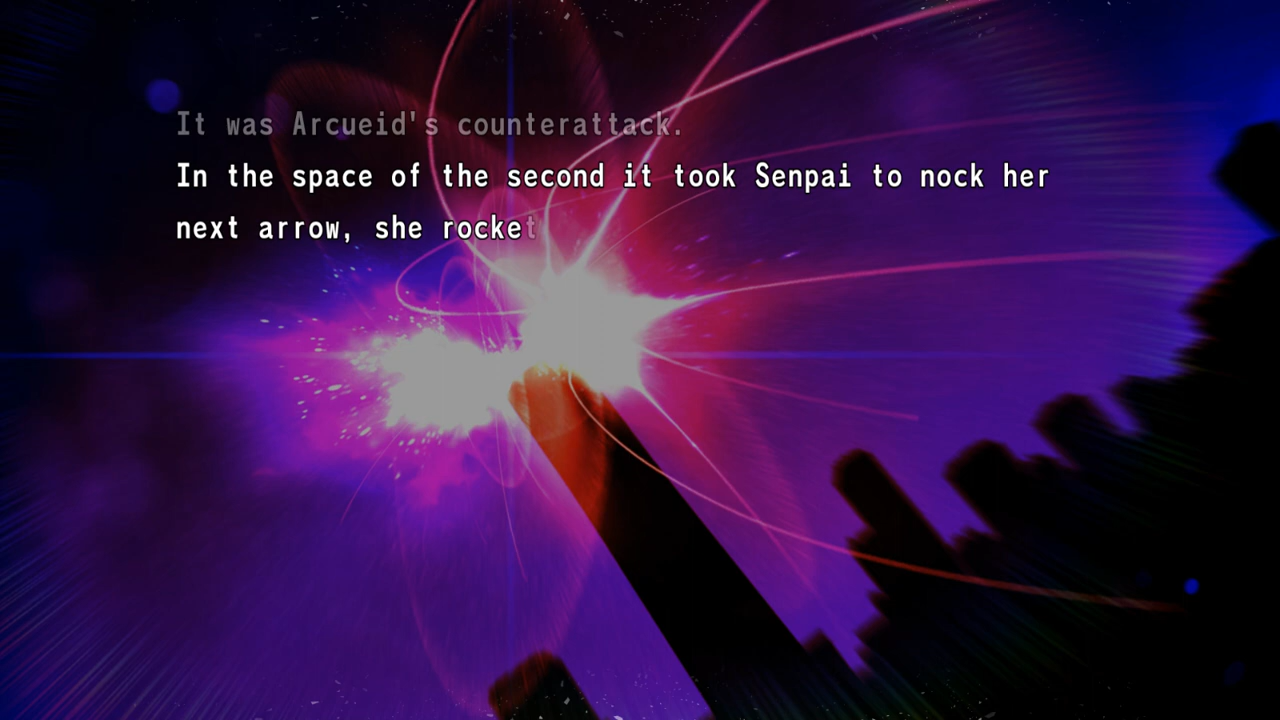 It was Arcueid's counterattack.
In the space of the second it took Senpai to nock her
next arrow, she rocket